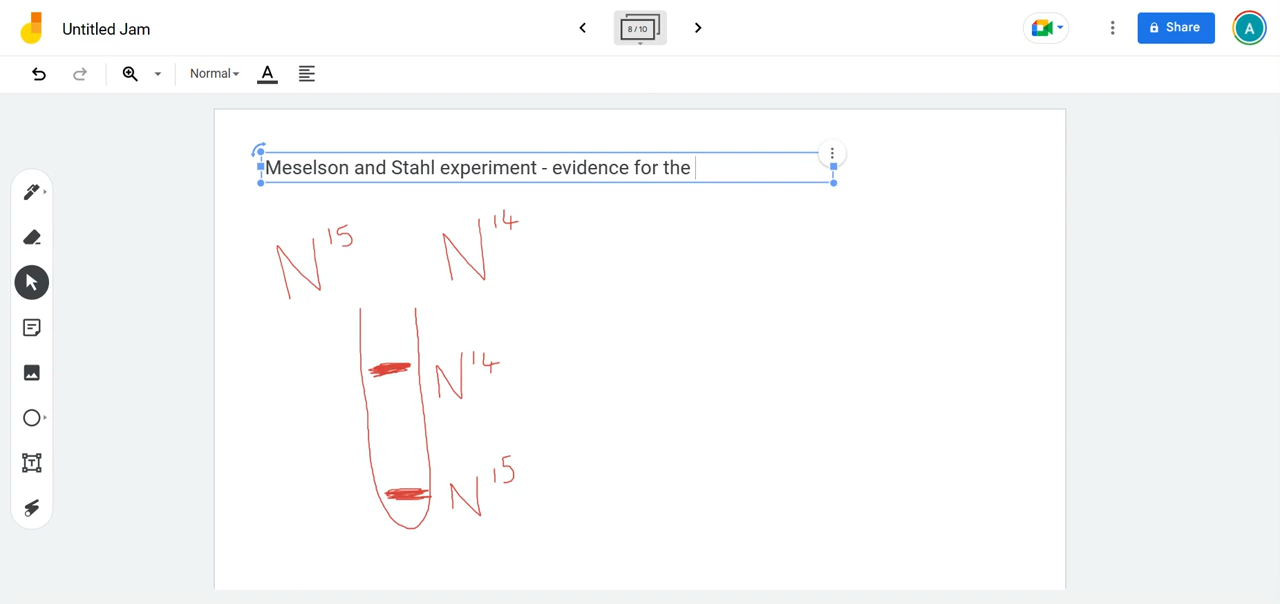 Untitled Jam
8 / 10
Share
A
Normal
A
Meselson and Stahl experiment - evidence for the
N15 N14
N14
N15